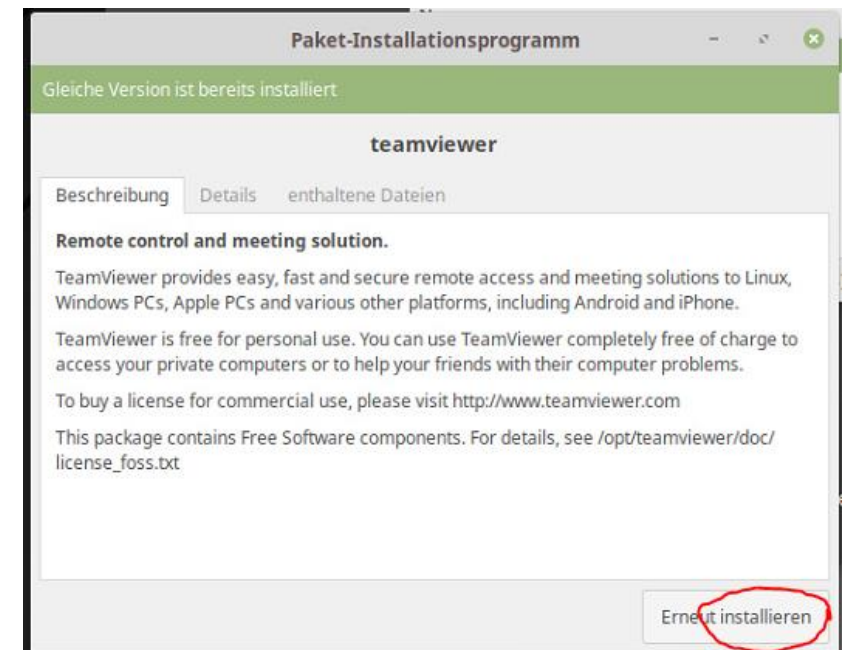 Paket-Installationsprogramm
Gleiche Version ist bereits installiert
teamviewer
Beschreibung Details enthaltene Dateien
Remote control and meeting solution.
TeamViewer provides easy, fast and secure remote access and meeting solutions to Linux,
Windows PCs, Apple PCs and various other platforms, including Android and iPhone.
TeamViewer is free for personal use. You can use TeamViewer completely free of charge to
access your private computers or to help your friends with their computer problems.
To buy a license for commercial use, please visit http://www.teamviewer.com
This package contains Free Software components. For details, see /opt/teamviewer/doc/
license_foss.txt
Erneut installieren